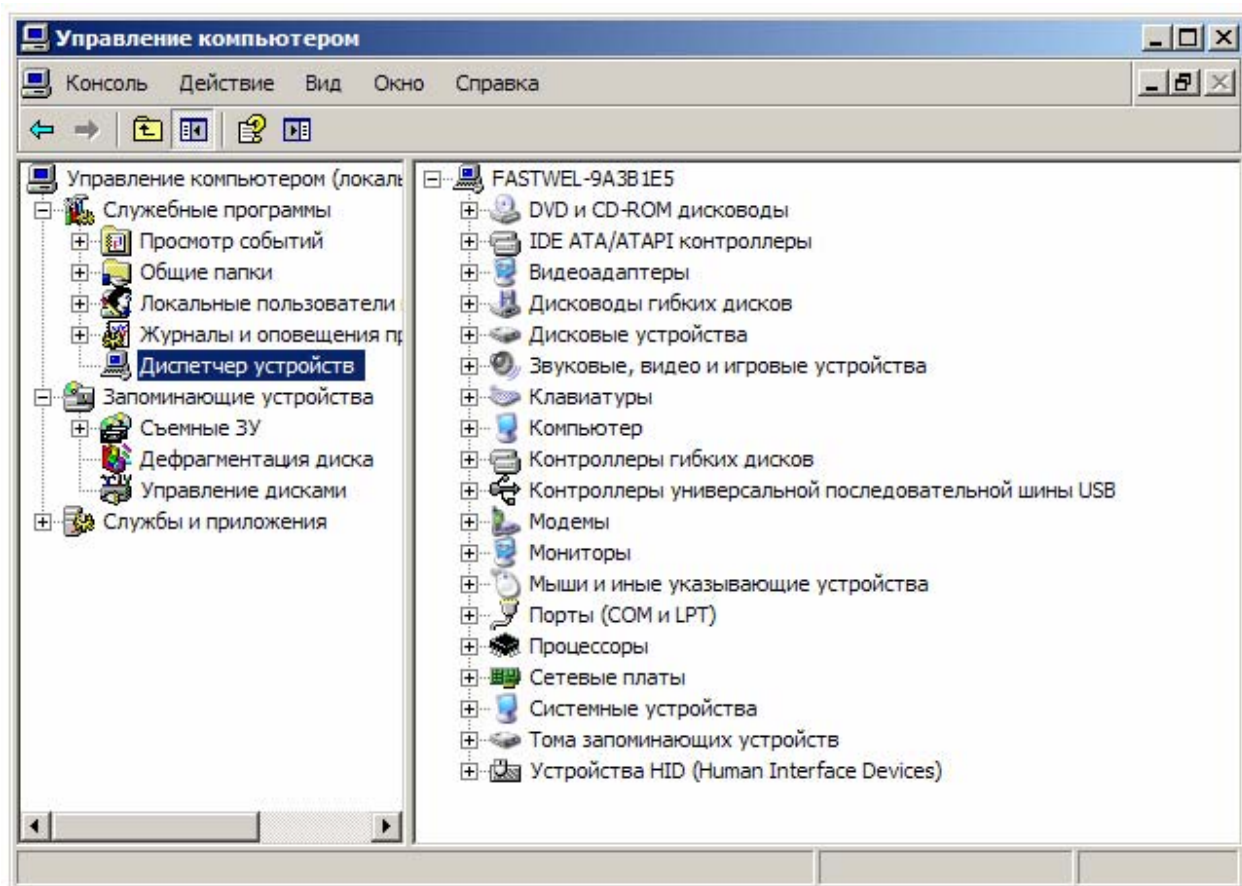 Управление компьютером
Консоль Действие Вид Окно Справка
Управление компьютером (локаль
Служебные программы
Просмотр событий
Общие папки
Локальные пользователи
Журналы и оповещения пр
Диспетчер устройств
Запоминающие устройства
Съемные ЗУ
Дефрагментация диска
Управление дисками
Службы и приложения
FASTWEL-9A3B1E5
DVD и CD-ROM дисководы
IDE ATA/ATAPI контроллеры
Видеоадаптеры
Дисководы гибких дисков
Дисковые устройства
Звуковые, видео и игровые устройства
Клавиатуры
Компьютер
Контроллеры гибких дисков
Контроллеры универсальной последовательной шины USB
Модемы
Мониторы
Мыши и иные указывающие устройства
Порты (COM и LPT)
Процессоры
Сетевые платы
Системные устройства
Тома запоминающих устройств
Устройства HID (Human Interface Devices)